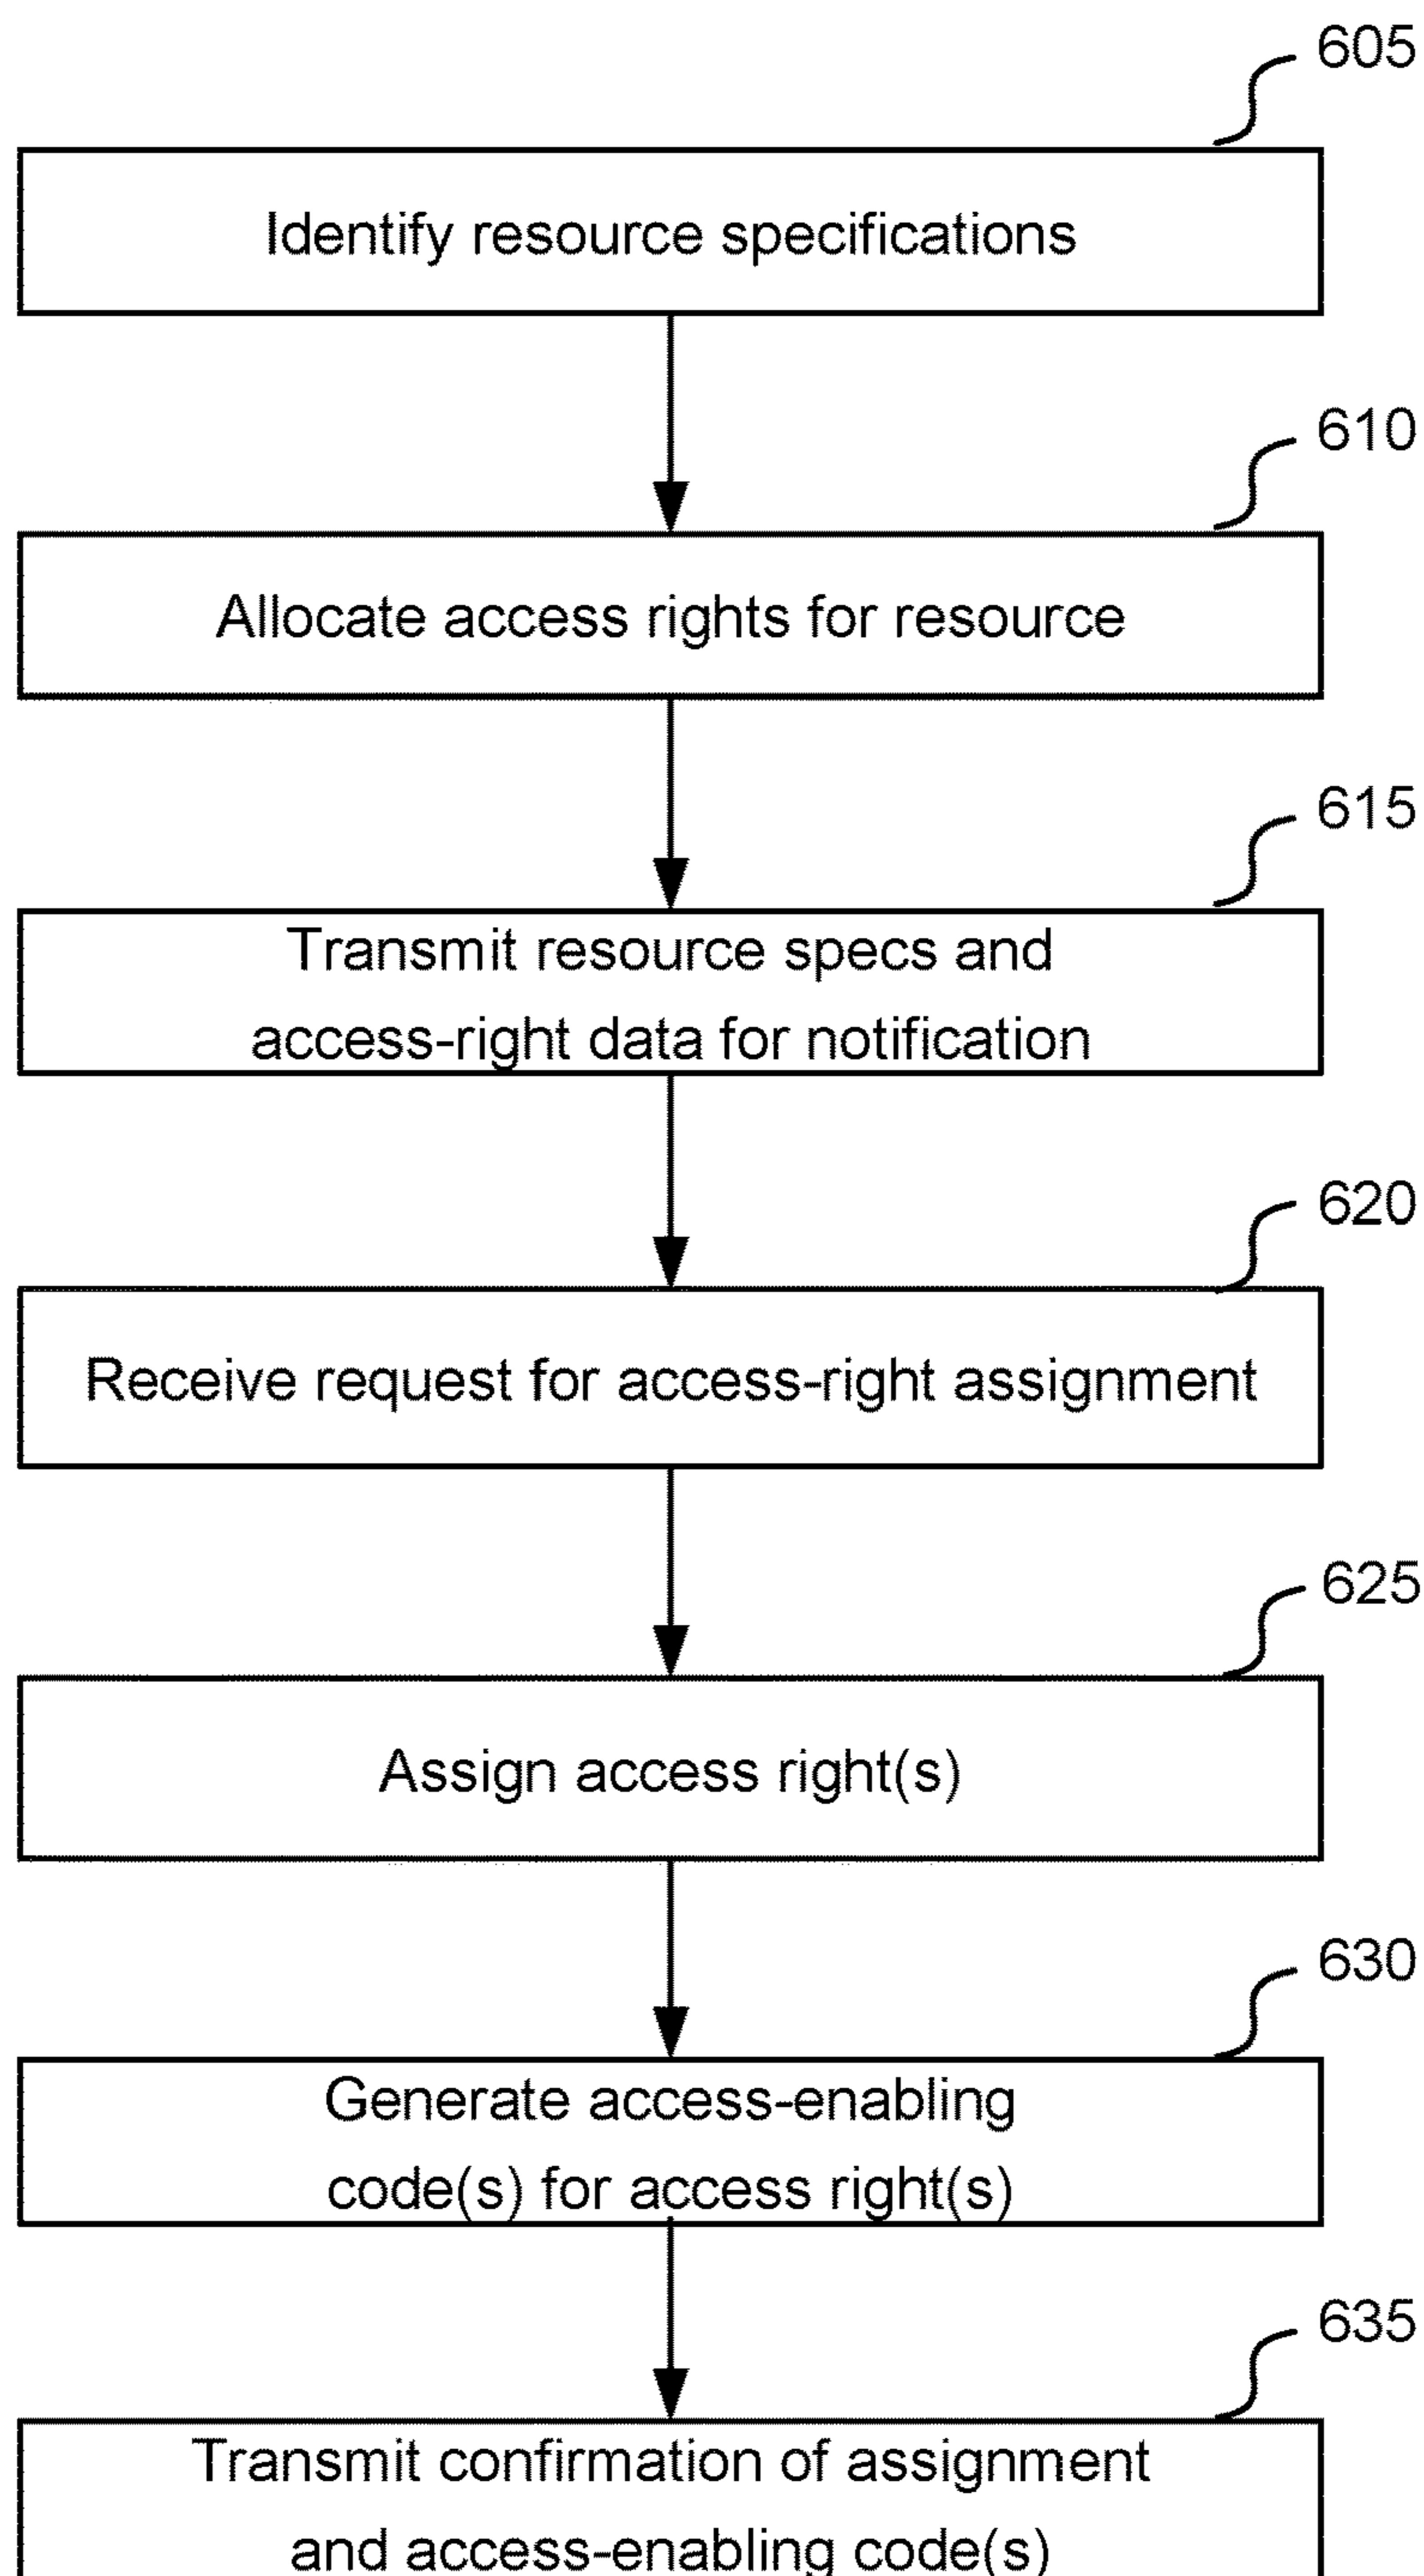 605
Identify resource specifications
610
Allocate access rights for resource
615
Transmit resource specs and
access-right data for notification
620
Receive request for access-right assignment
625
Assign access right(s)
630
Generate access-enabling
code(s) for access right(s)
635
Transmit confirmation of assignment
and access-enabling code(s)